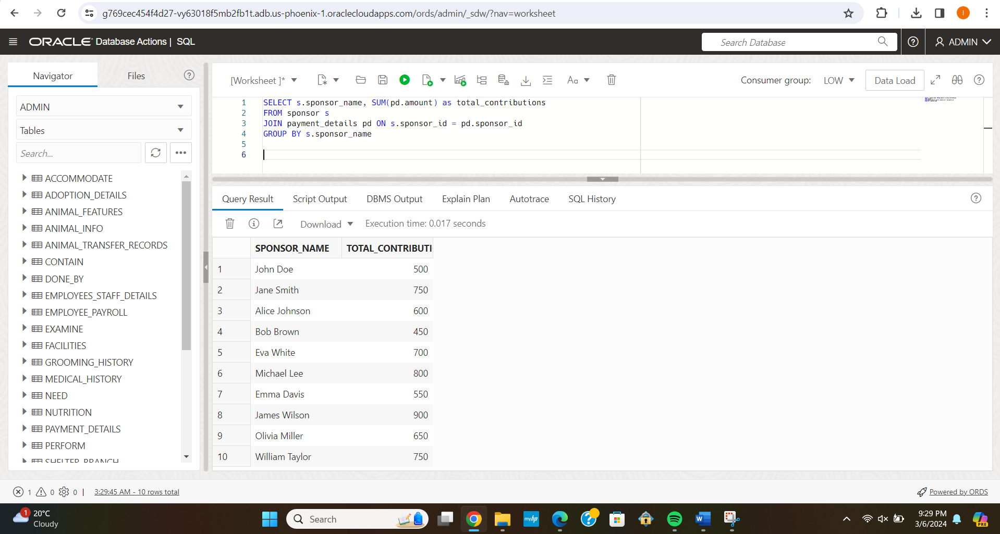 g769cec454f4d27-vy63018f5mb2fb1t.adb.us-phoenix-1.oraclecloudapps.com/ords/admin/_sdw/?nav=worksheet
I
ORACLE Database Actions | SQL
Search Database
ADMIN
Navigator
Files
[Worksheet ]*
Aa
Consumer group:
LOW
Data Load
ADMIN
Tables
Search...
ACCOMMODATE
ADOPTION_DETAILS
ANIMAL_FEATURES
ANIMAL_INFO
ANIMAL_TRANSFER_RECORDS
CONTAIN
DONE_BY
EMPLOYEES_STAFF_DETAILS
EMPLOYEE_PAYROLL
EXAMINE
FACILITIES
GROOMING_HISTORY
MEDICAL_HISTORY
NEED
NUTRITION
PAYMENT_DETAILS
PERFORM
SHELTER_BRANCH
1 SELECT s.sponsor_name, SUM(pd.amount) as total_contributions
2 FROM sponsor s
3 JOIN payment_details pd ON s.sponsor_id = pd.sponsor_id
4 GROUP BY s.sponsor_name
5
6
Query Result
Script Output
DBMS Output
Explain Plan
Autotrace
SQL History
Download
Execution time: 0.017 seconds
SPONSOR_NAME TOTAL_CONTRIBUTI
1 John Doe 500
2 Jane Smith 750
3 Alice Johnson 600
4 Bob Brown 450
5 Eva White 700
6 Michael Lee 800
7 Emma Davis 550
8 James Wilson 900
9 Olivia Miller 650
10 William Taylor 750
1 0 0 | 3:29:45 AM - 10 rows total
Powered by ORDS
1
20°C
Cloudy
Search
myhp
W
9:29 PM
3/6/2024
PRE